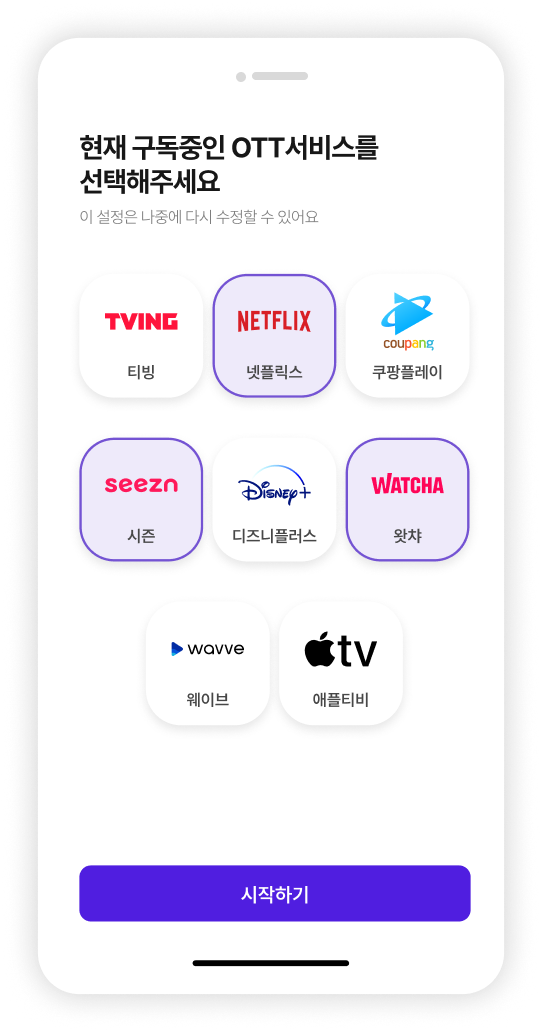 현재 구독중인 OTT서비스를
선택해주세요
이 설정은 나중에 다시 수정할 수 있어요
TVING
티빙
NETFLIX
넷플릭스
coupang
쿠팡플레이
seezn
시즌
Disney+
디즈니플러스
WATCHA
왓챠
wavve
웨이브
tv
애플티비
시작하기